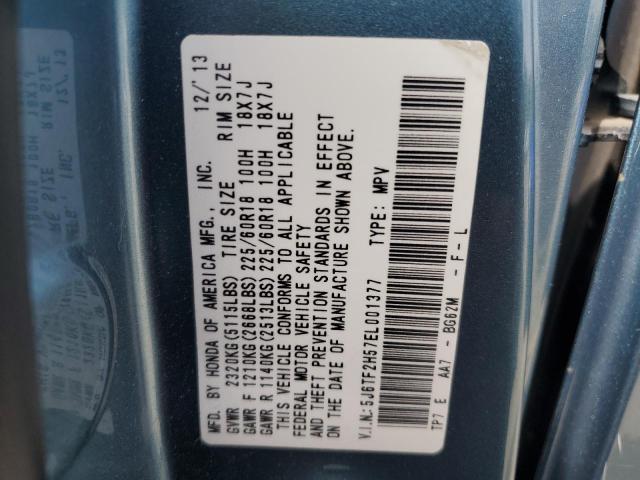 MFD. BY HONDA OF AMERICA MFG., INC. 12/'13
GVWR 2320KG(5115LBS) TIRE SIZE RIM SIZE
GAWR F 1210KG(2668LBS) 225/60R18 100H 18X7J
GAWR R 1140KG(2513LBS) 225/60R18 100H 18X7J
THIS VEHICLE CONFORMS TO ALL APPLICABLE
FEDERAL MOTOR VEHICLE SAFETY
AND THEFT PREVENTION STANDARDS IN EFFECT
ON THE DATE OF MANUFACTURE SHOWN ABOVE.
V.I.N.: 5J6TF2H57EL001377 TYPE: MPV
TP7 E AA7 - BG62M - F - L